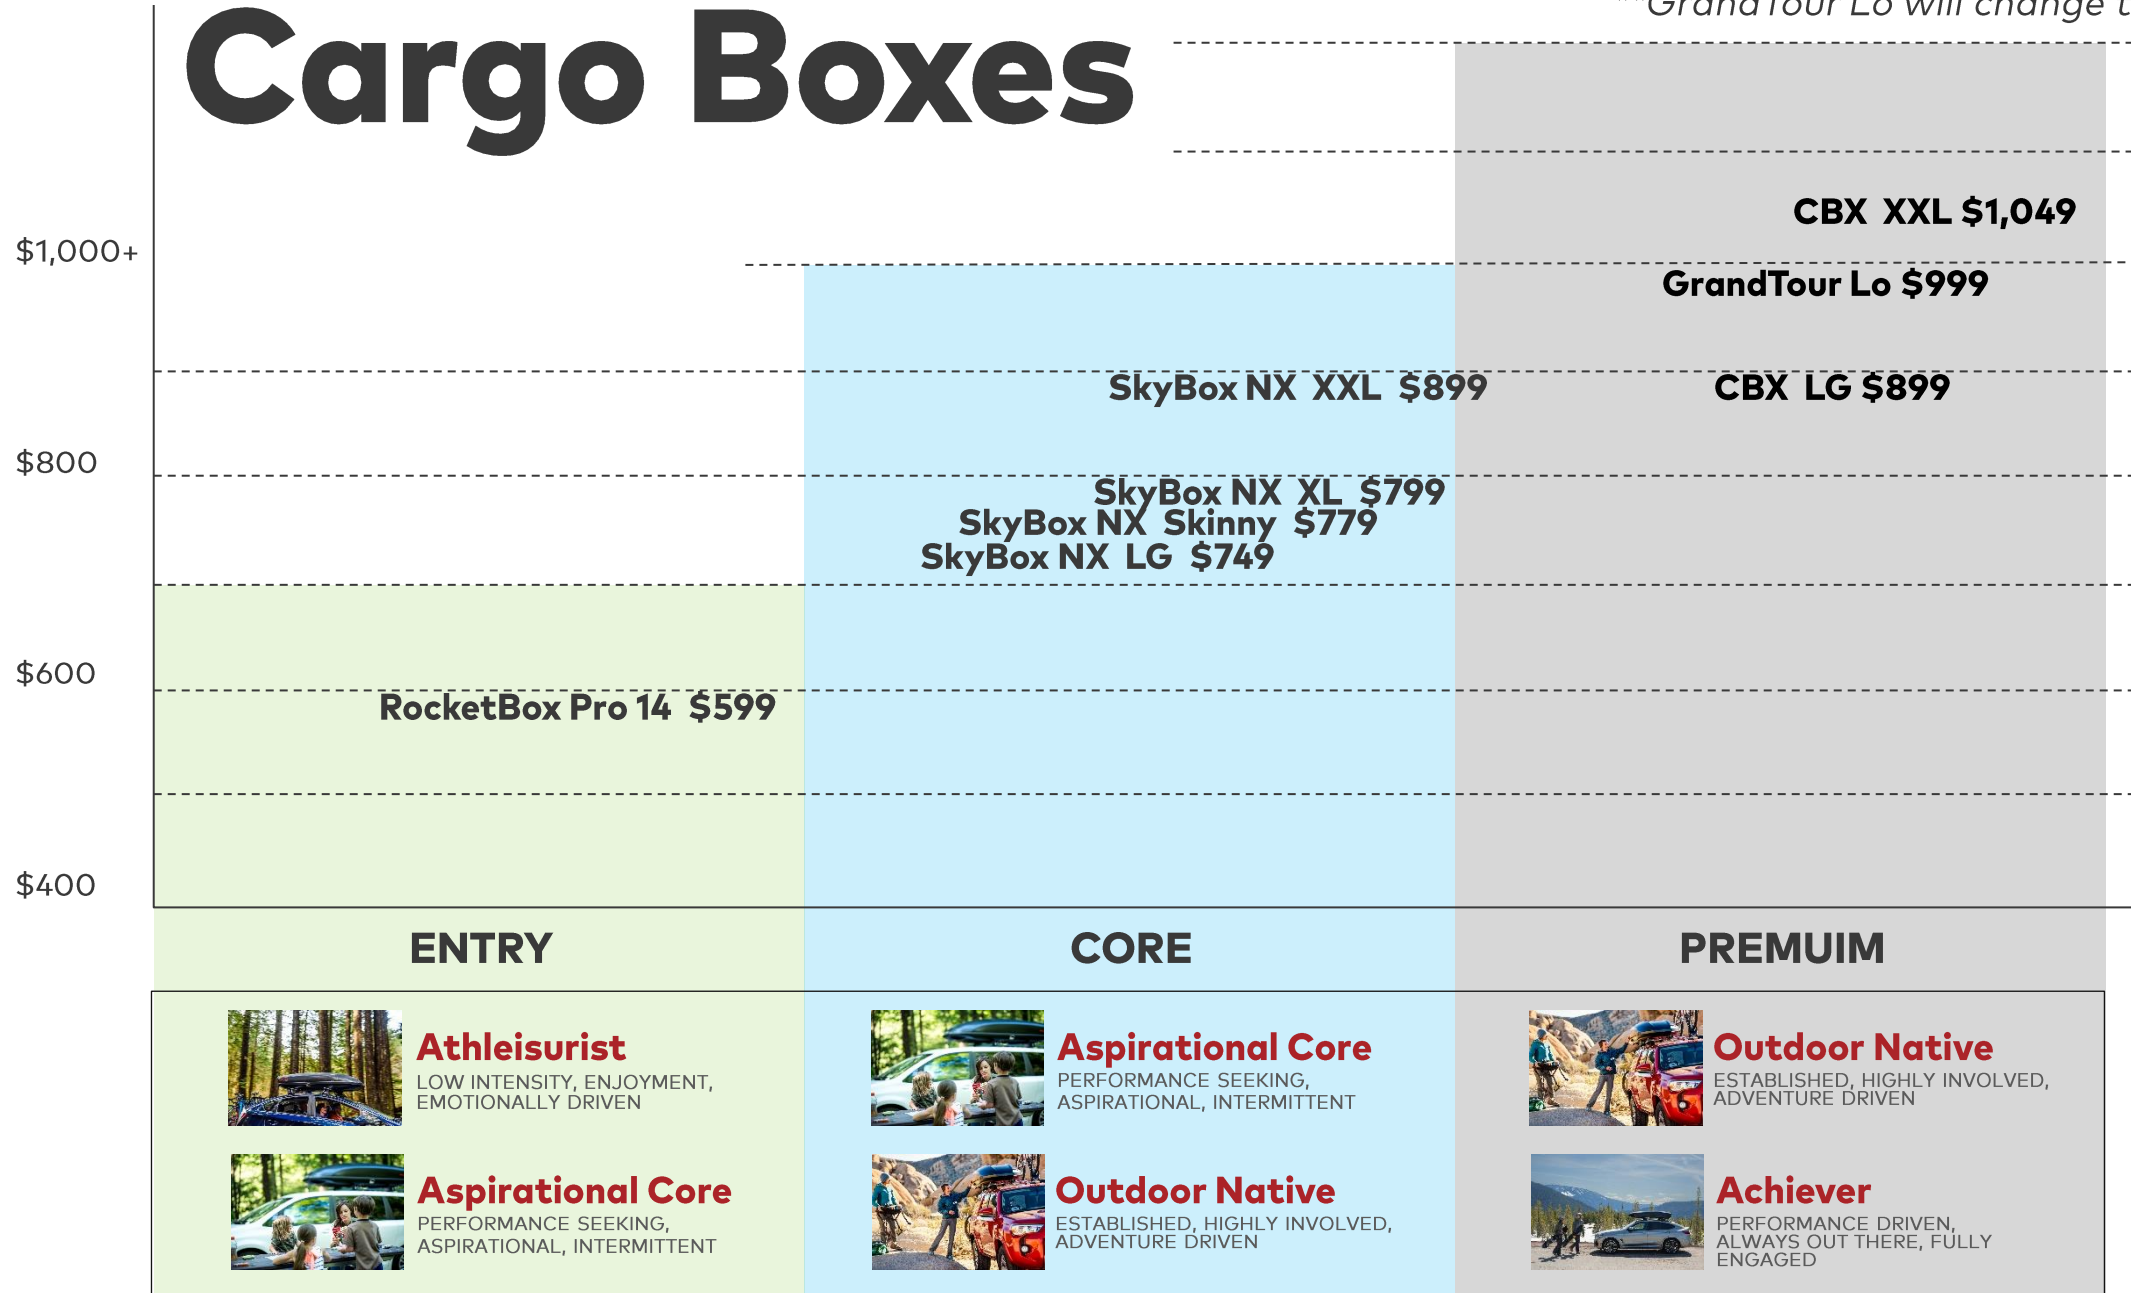 **GrandTour Lo will change t
Cargo Boxes
CBX XXL $1,049
$1,000+
GrandTour Lo $999
SkyBox NX XXL $899
CBX LG $899
$800
SkyBox NX XL $799
SkyBox NX Skinny $779
SkyBox NX LG $749
$600
RocketBox Pro 14 $599
$400
ENTRY
CORE
PREMUIM
Athleisurist
LOW INTENSITY, ENJOYMENT,
EMOTIONALLY DRIVEN
Aspirational Core
PERFORMANCE SEEKING,
ASPIRATIONAL, INTERMITTENT
Outdoor Native
ESTABLISHED, HIGHLY INVOLVED,
ADVENTURE DRIVEN
Aspirational Core
PERFORMANCE SEEKING,
ASPIRATIONAL, INTERMITTENT
Outdoor Native
ESTABLISHED, HIGHLY INVOLVED,
ADVENTURE DRIVEN
Achiever
PERFORMANCE DRIVEN,
ALWAYS OUT THERE, FULLY
ENGAGED